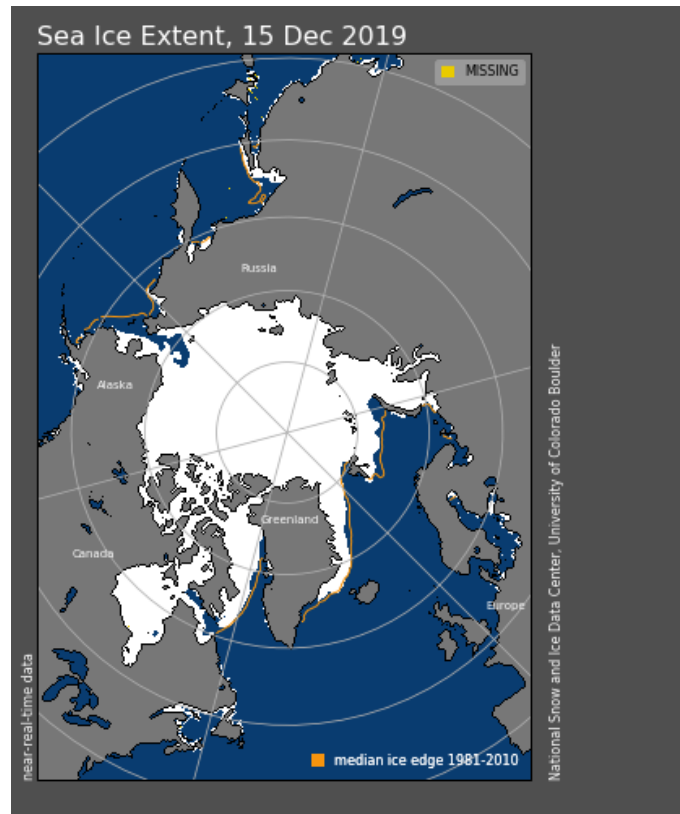 Sea Ice Extent, 15 Dec 2019
MISSING
Russia
Alaska
Greenland
Canada
Europe
near-real-time data
National Snow and Ice Data Center, University of Colorado Boulder
median ice edge 1981-2010